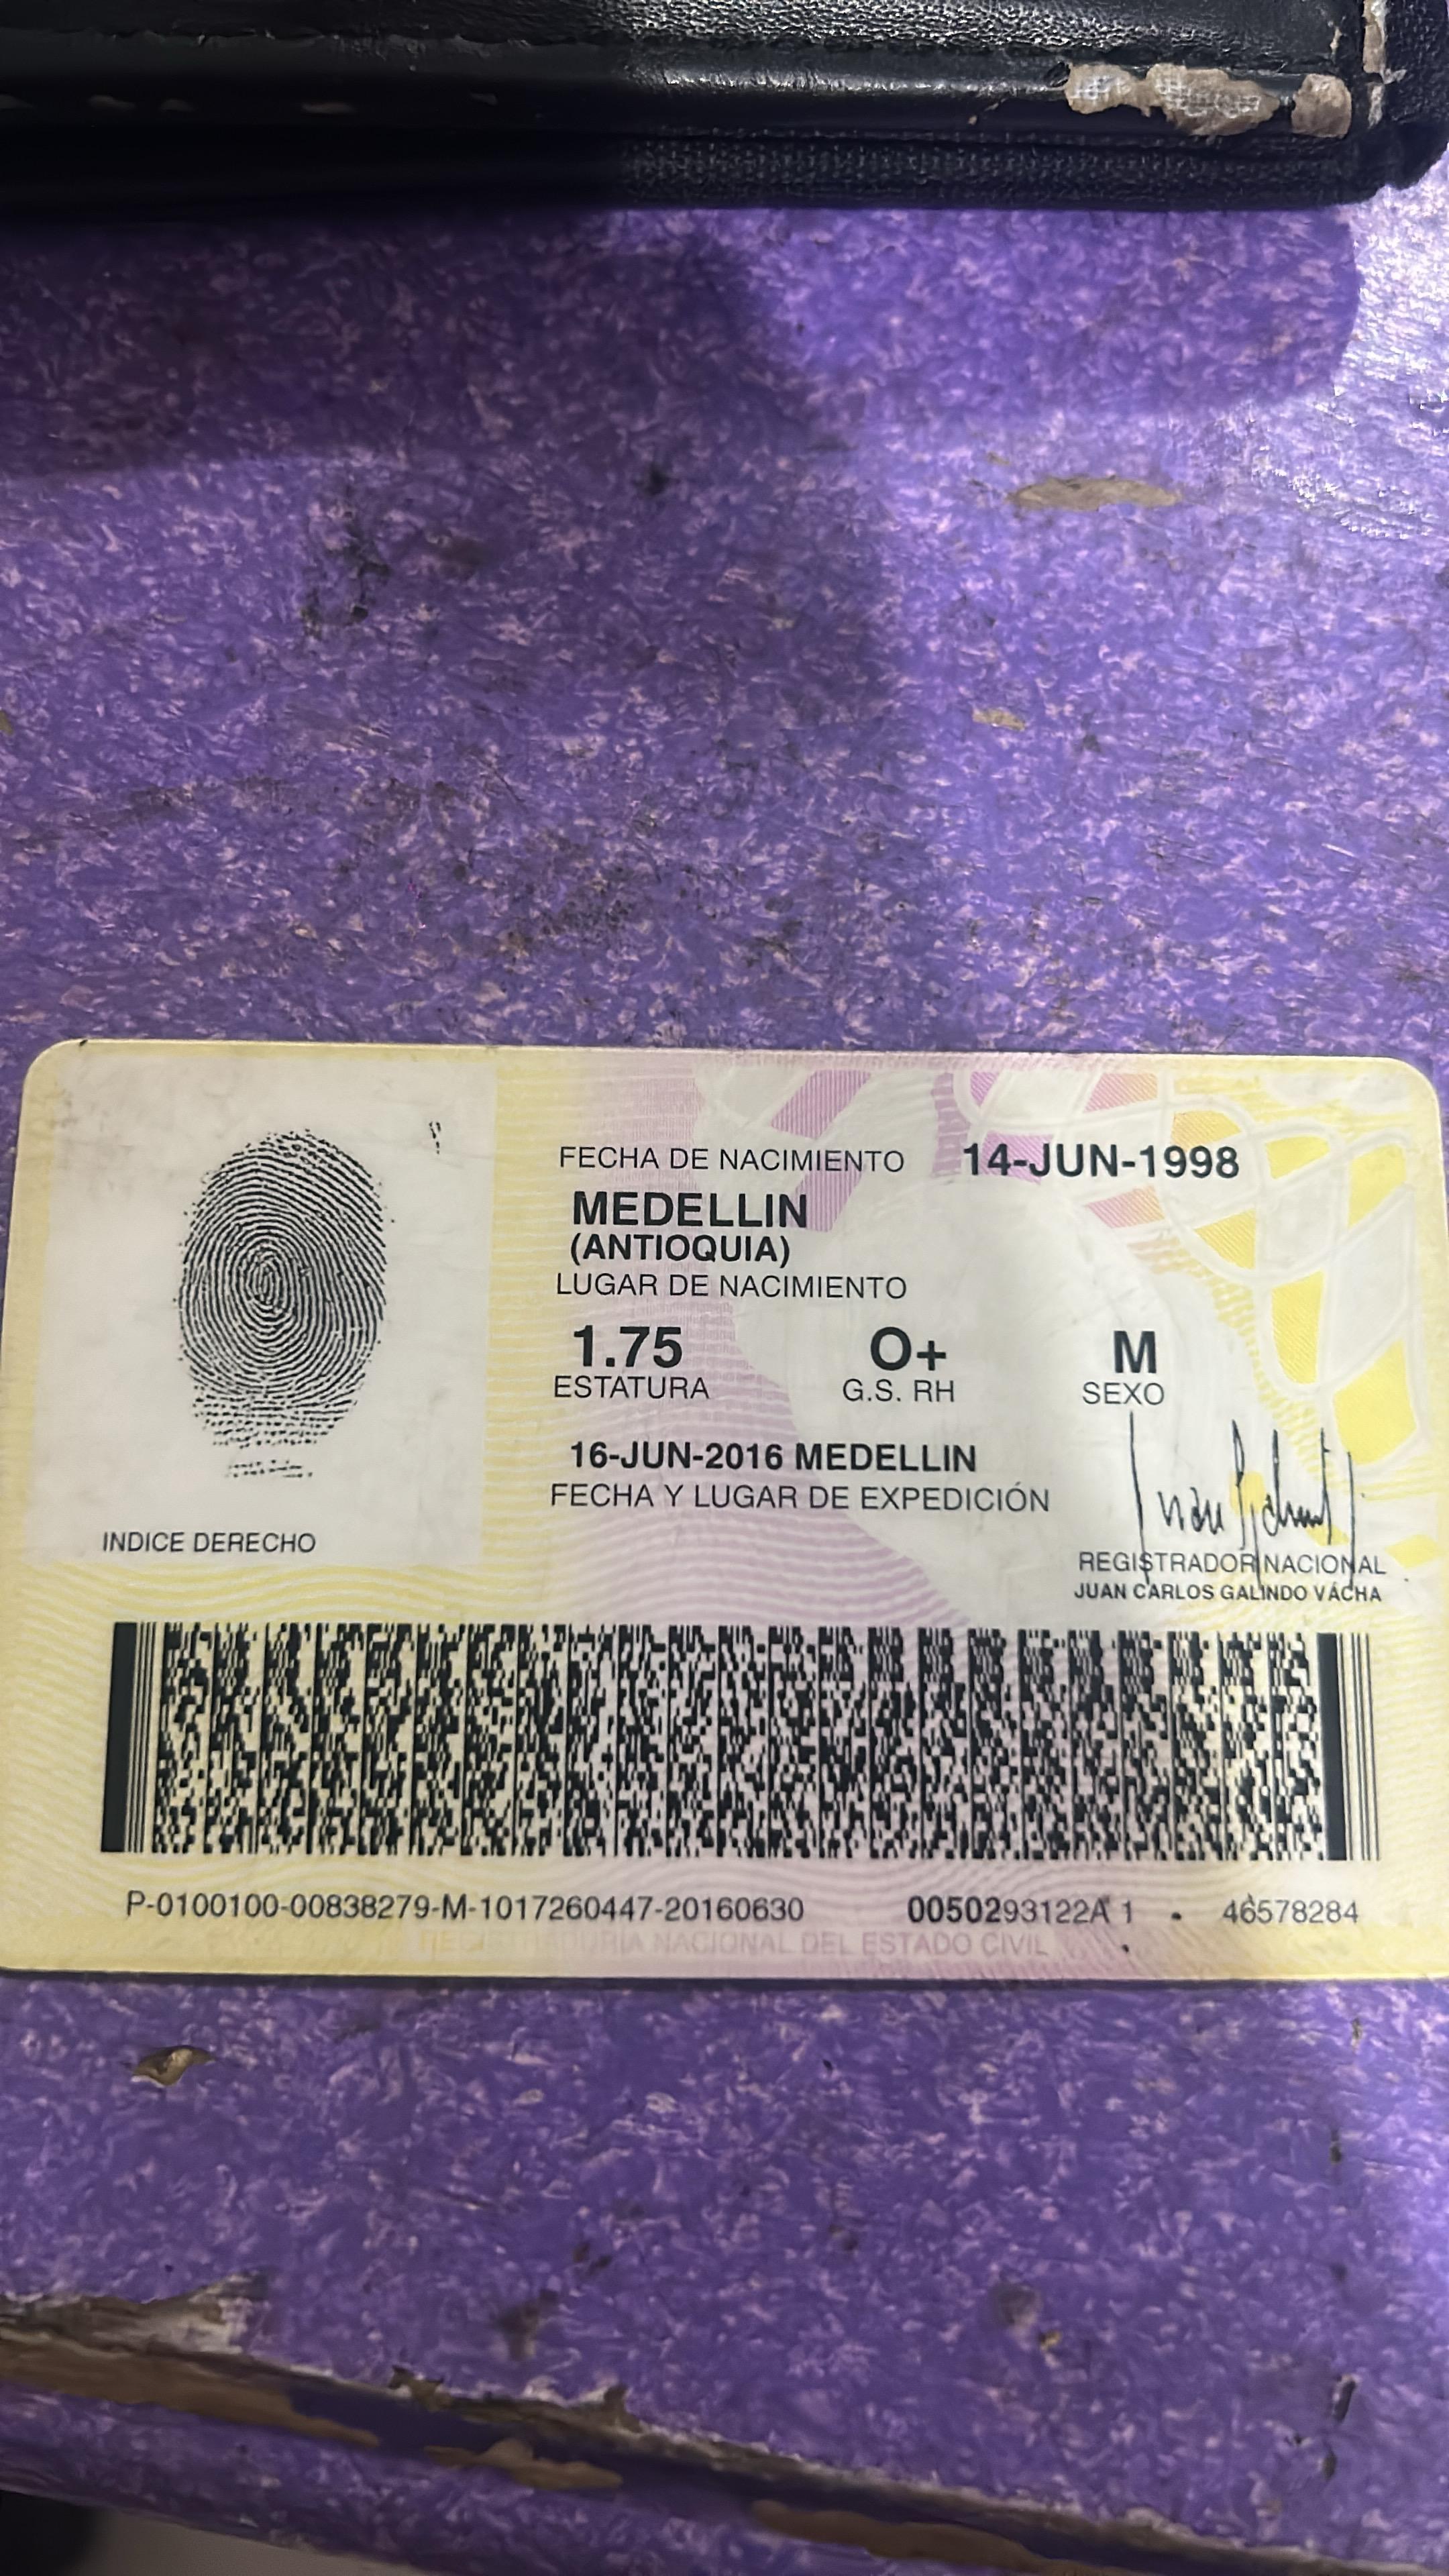 FECHA DE NACIMIENTO 14-JUN-1998
MEDELLIN
(ANTIOQUIA)
LUGAR DE NACIMIENTO
1.75 O+ M
ESTATURA G.S. RH SEXO
16-JUN-2016 MEDELLIN
FECHA Y LUGAR DE EXPEDICIÓN
INDICE DERECHO
REGISTRADOR NACIONAL
JUAN CARLOS GALINDO VÁCHA
P-0100100-00838279-M-1017260447-20160630 0050293122A 1 46578284
REGISTRADURIA NACIONAL DEL ESTADO CIVIL